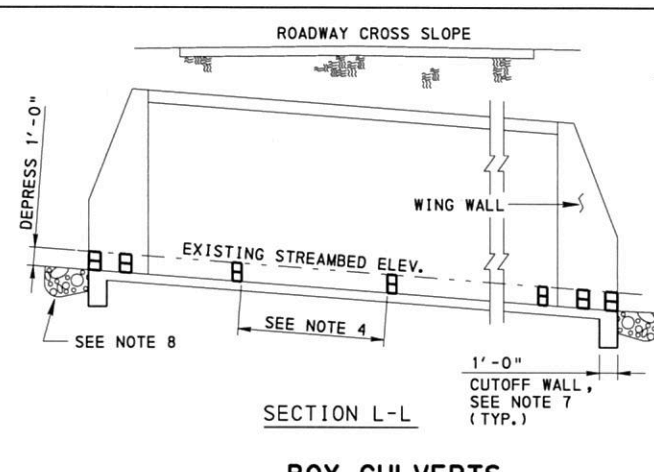 ROADWAY CROSS SLOPE
DEPRESS 1'-0"
WING WALL
EXISTING STREAMBED ELEV.
SEE NOTE 4
SEE NOTE 8
1'-0"
CUTOFF WALL,
SEE NOTE 7
(TYP.)
SECTION L-L
BOX CULVERTS